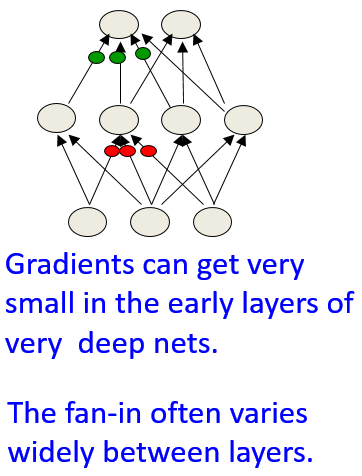 Gradients can get very
small in the early layers of
very deep nets.
The fan-in often varies
widely between layers.